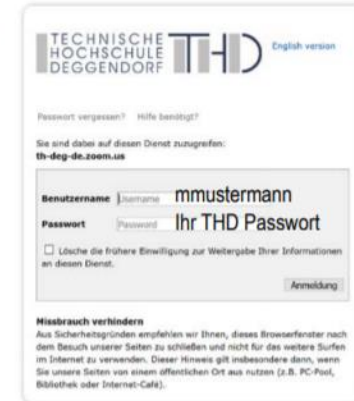 TECHNISCHE
HOCHSCHULE
DEGGENDORF
THD
English version
Passwort vergessen? Hilfe benötigt?
Sie sind dabei auf diesen Dienst zuzugreifen:
th-deg-de.zoom.us
Benutzername Username mmustermann
Passwort Password Ihr THD Passwort
Lösche die frühere Einwilligung zur Weitergabe Ihrer Informationen
an diesen Dienst.
Anmeldung
Missbrauch verhindern
Aus Sicherheitsgründen empfehlen wir Ihnen, dieses Browserfenster nach
dem Besuch unserer Seiten zu schließen und nicht für das weitere Surfen
im Internet zu verwenden. Dieser Hinweis gilt insbesondere dann, wenn
Sie unsere Seiten von einem öffentlichen Ort aus nutzen (z.B. PC-Pool,
Bibliothek oder Internet-Café).